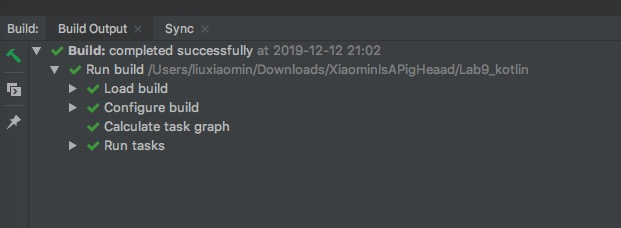 Build: Build Output Sync
Build: completed successfully at 2019-12-12 21:02
Run build /Users/liuxiaomin/Downloads/XiaominIsAPigHeaad/Lab9_kotlin
Load build
Configure build
Calculate task graph
Run tasks